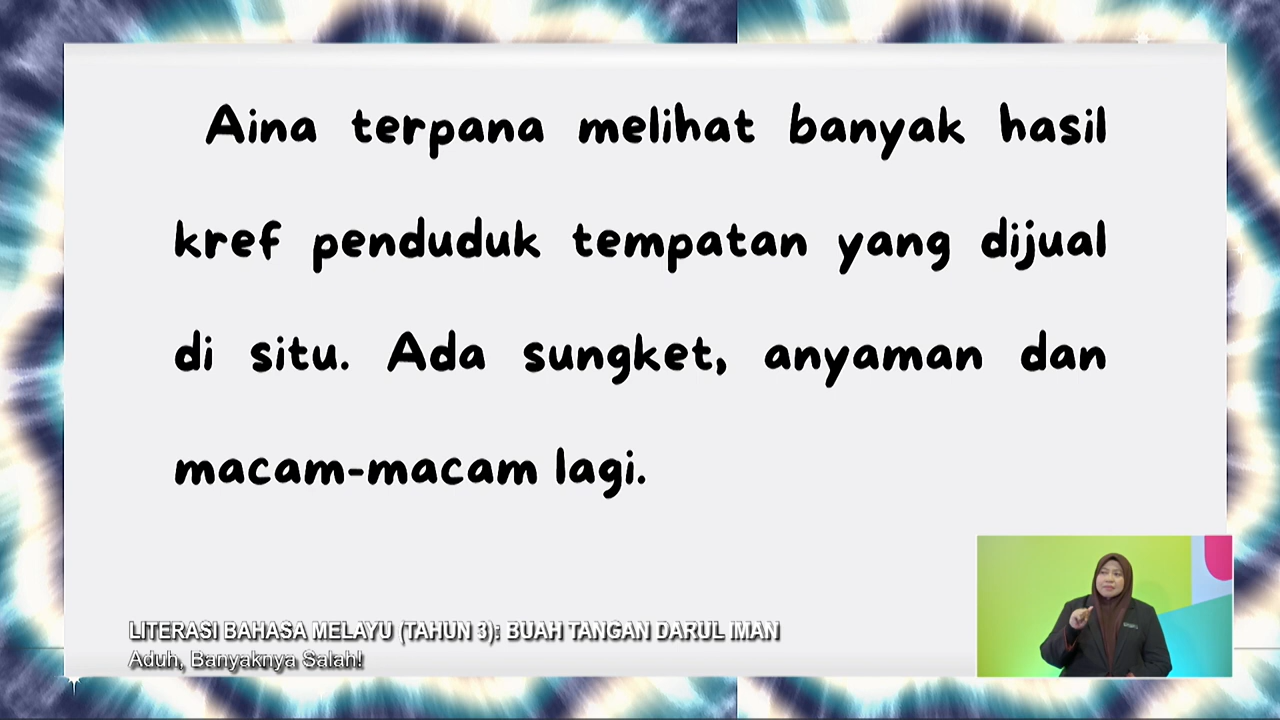 Aina terpana melihat banyak hasil
kref penduduk tempatan yang dijual
di situ. Ada sungket, anyaman dan
macam-macam lagi.
LITERASI BAHASA MELAYU (TAHUN 3): BUAH TANGAN DARUL IMAN
Aduh, Banyaknya Salah!